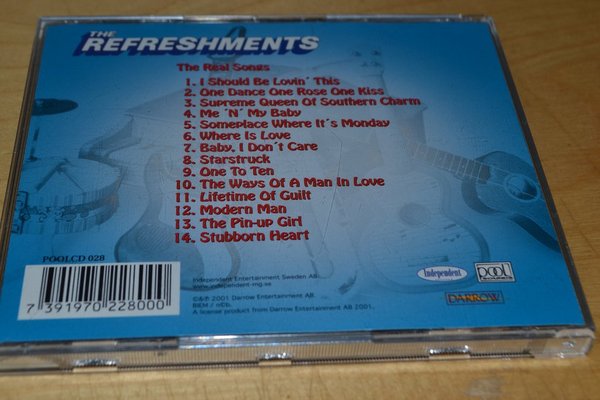 THE
REFRESHMENTS
The Real Songs
1. I Should Be Lovin´ This
2. One Dance One Rose One Kiss
3. Supreme Queen Of Southern Charm
4. Me ´N´ My Baby
5. Someplace Where It´s Monday
6. Where Is Love
7. Baby, I Don´t Care
8. Starstruck
9. One To Ten
10. The Ways Of A Man In Love
11. Lifetime Of Guilt
12. Modern Man
13. The Pin-up Girl
14. Stubborn Heart
POOLCD 028
7 391970 228000
Independent Entertainment Sweden AB
www.independent-mg.se
©&℗ 2001 Darrow Entertainment AB
BIEM / n©b.
A license product from Darrow Entertainment AB 2001.
Independent
pool
DARROW